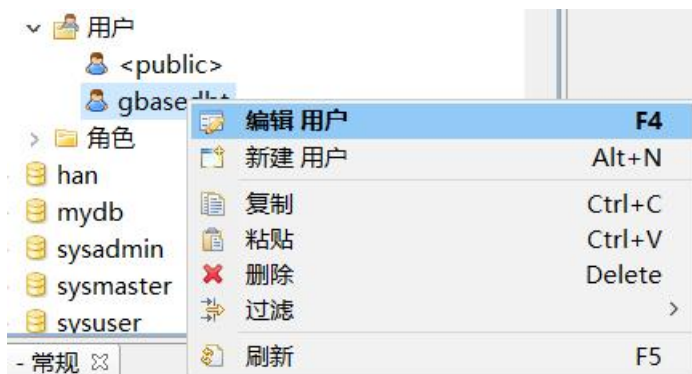 用户
<public>
编辑 用户 F4
角色
新建 用户 Alt+N
han
复制 Ctrl+C
mydb
粘贴 Ctrl+V
sysadmin
删除 Delete
sysmaster
过滤
sysuser
- 常规
刷新 F5